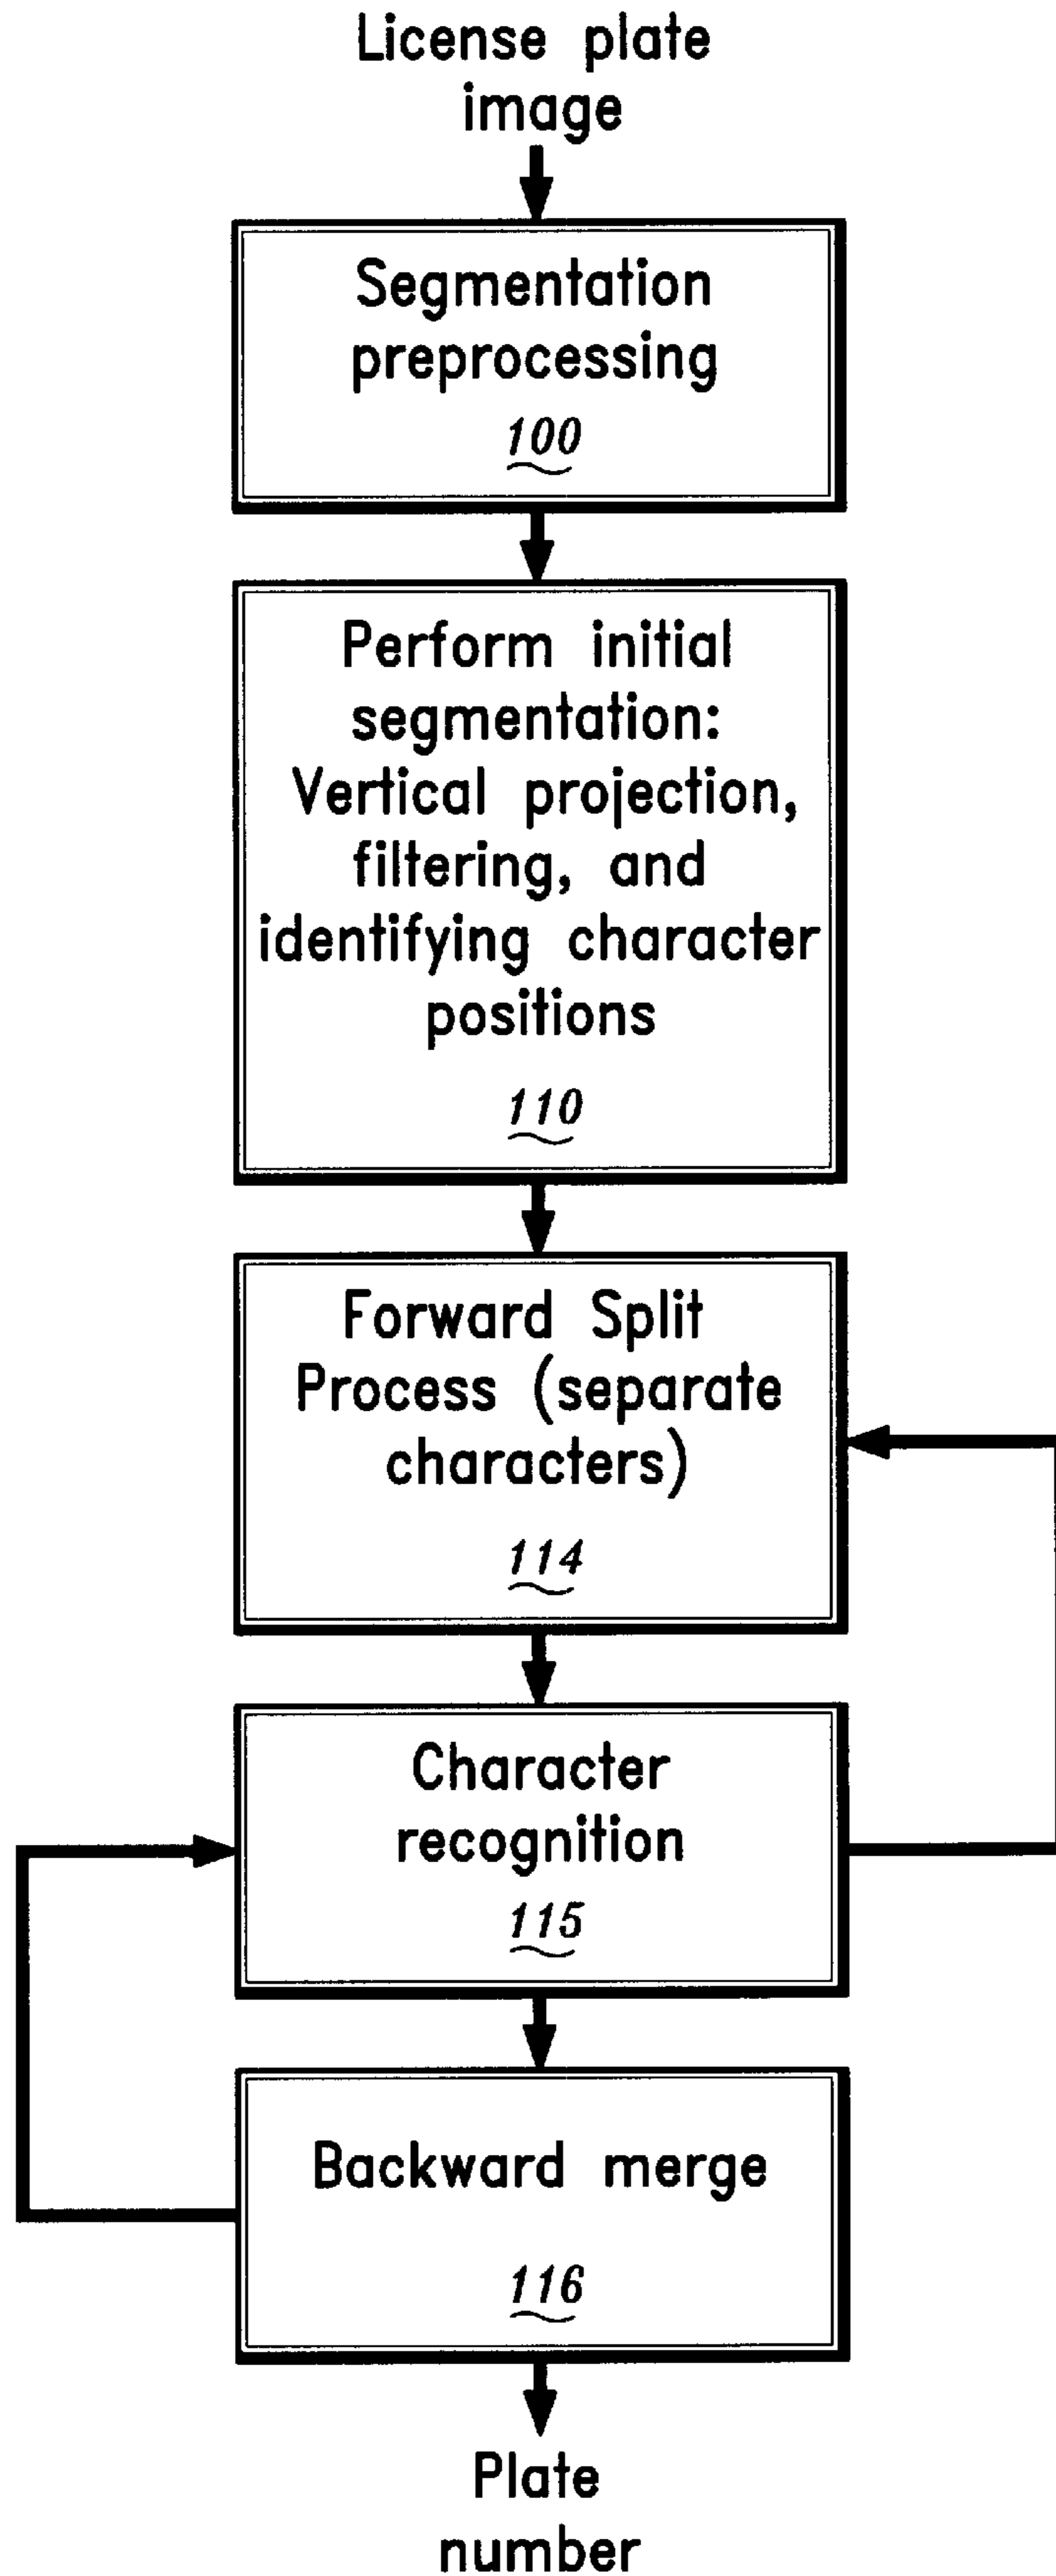 License plate
image
Segmentation
preprocessing
100
Perform initial
segmentation:
Vertical projection,
filtering, and
identifying character
positions
110
Forward Split
Process (separate
characters)
114
Character
recognition
115
Backward merge
116
Plate
number